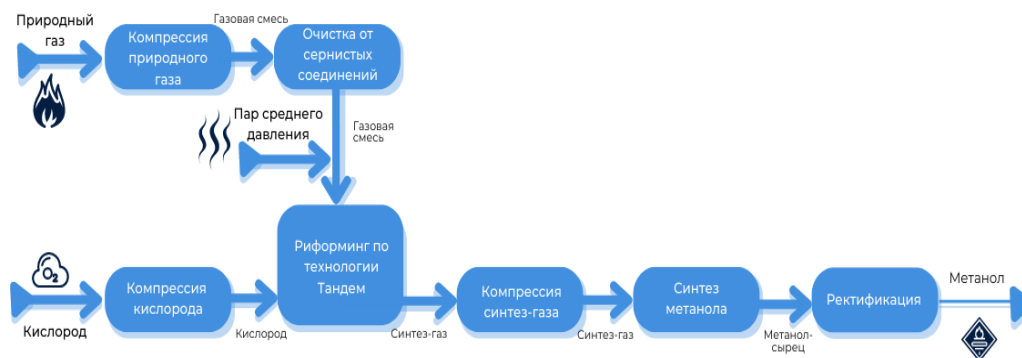 Природный
газ
Газовая смесь
Компрессия
природного
газа
Очистка от
сернистых
соединений
Пар среднего
давления
Газовая
смесь
Риформинг по
технологии
Тандем
O2
Кислород
Компрессия
кислорода
Кислород
Синтез-газ
Компрессия
синтез-газа
Синтез-газ
Синтез
метанола
Метанол-
сырец
Ректификация
Метанол